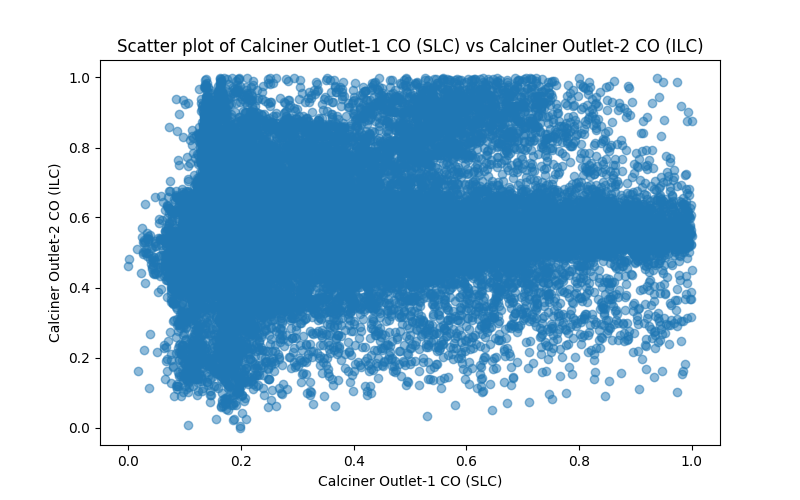 Scatter plot of Calciner Outlet-1 CO (SLC) vs Calciner Outlet-2 CO (ILC)
1.0
0.8
0.6
0.4
0.2
0.0
Calciner Outlet-2 CO (ILC)
0.0 0.2 0.4 0.6 0.8 1.0
Calciner Outlet-1 CO (SLC)